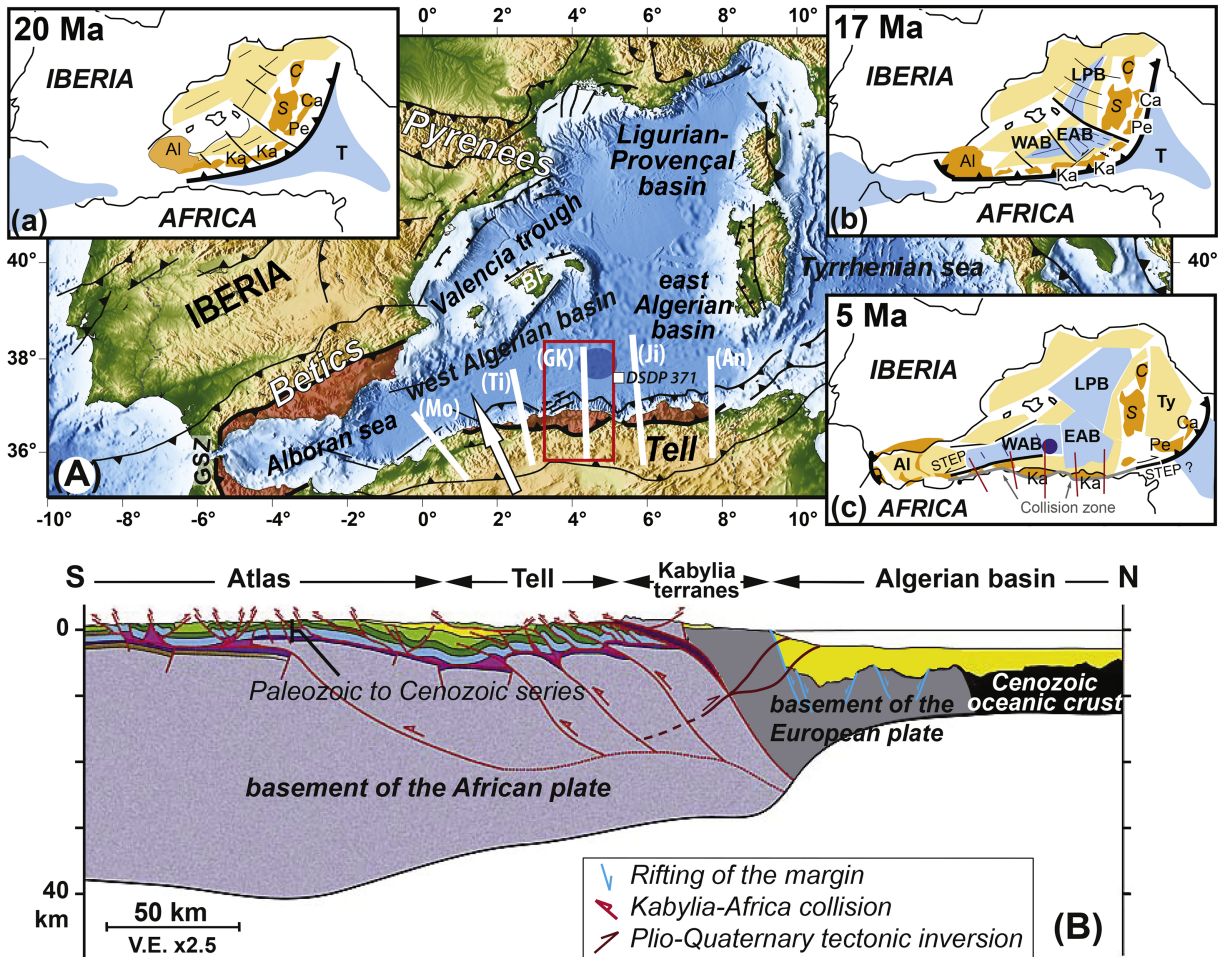 20 Ma
IBERIA
C
S
Ca
Pe
Al
Ka
Ka
T
(a)
AFRICA
0°
2°
4°
6°
8°
10°
17 Ma
IBERIA
LPB
C
S
Ca
Pe
WAB
EAB
Al
Ka
Ka
T
(b)
AFRICA
Pyrenees
Ligurian-
Provençal
basin
Valencia trough
BI
IBERIA
Betics
west Algerian basin
east
Algerian
basin
Tyrrhenian sea
(Mo)
(Ti)
(GK)
(Ji)
(An)
DSDP 371
Alboran sea
GSZ
Tell
(A)
40°
38°
36°
40°
-10°
-8°
-6°
-4°
-2°
0°
2°
4°
6°
8°
10°
5 Ma
IBERIA
LPB
C
S
Ty
Ca
Pe
WAB
EAB
Al
STEP
Ka
Ka
STEP ?
Collision zone
(c)
AFRICA
S
Atlas
Tell
Kabylia
terranes
Algerian basin
N
0
Paleozoic to Cenozoic series
basement of the
European plate
Cenozoic
oceanic crust
basement of the African plate
40
km
50 km
V.E. x2.5
Rifting of the margin
Kabylia-Africa collision
Plio-Quaternary tectonic inversion
(B)